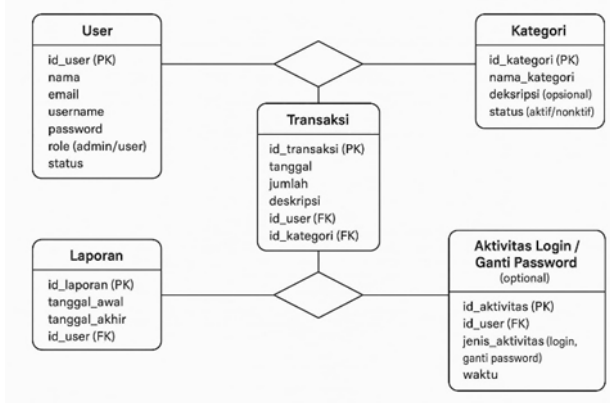 User
id_user (PK)
nama
email
username
password
role (admin/user)
status
Kategori
id_kategori (PK)
nama_kategori
deksripsi (opsional)
status (aktif/nonktif)
Transaksi
id_transaksi (PK)
tanggal
jumlah
deskripsi
id_user (FK)
id_kategori (FK)
Laporan
id_laporan (PK)
tanggal_awal
tanggal_akhir
id_user (FK)
Aktivitas Login /
Ganti Password
(optional)
id_aktivitas (PK)
id_user (FK)
jenis_aktivitas (login,
ganti password)
waktu